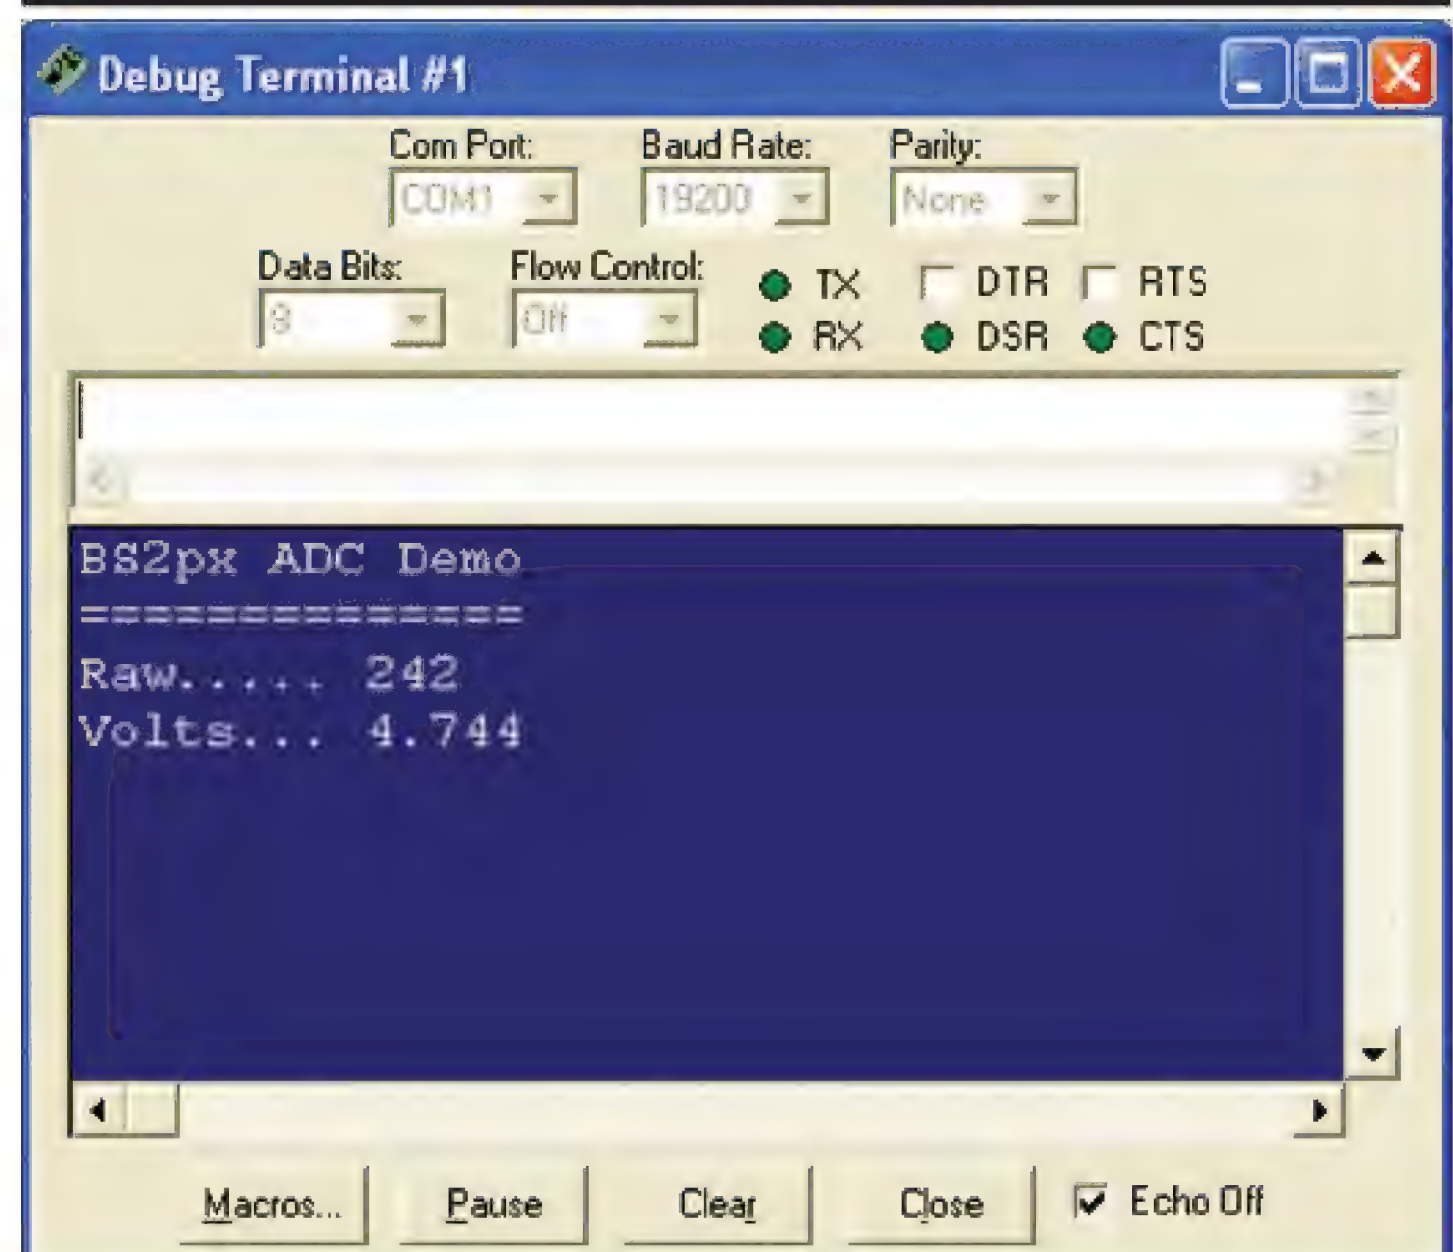 Debug Terminal #1
Com Port: Baud Rate: Parity:
COM1 19200 None
Data Bits: Flow Control: TX DTR RTS
8 Off RX DSR CTS
BS2px ADC Demo
==============
Raw..... 242
Volts... 4.744
Macros... Pause Clear Close Echo Off